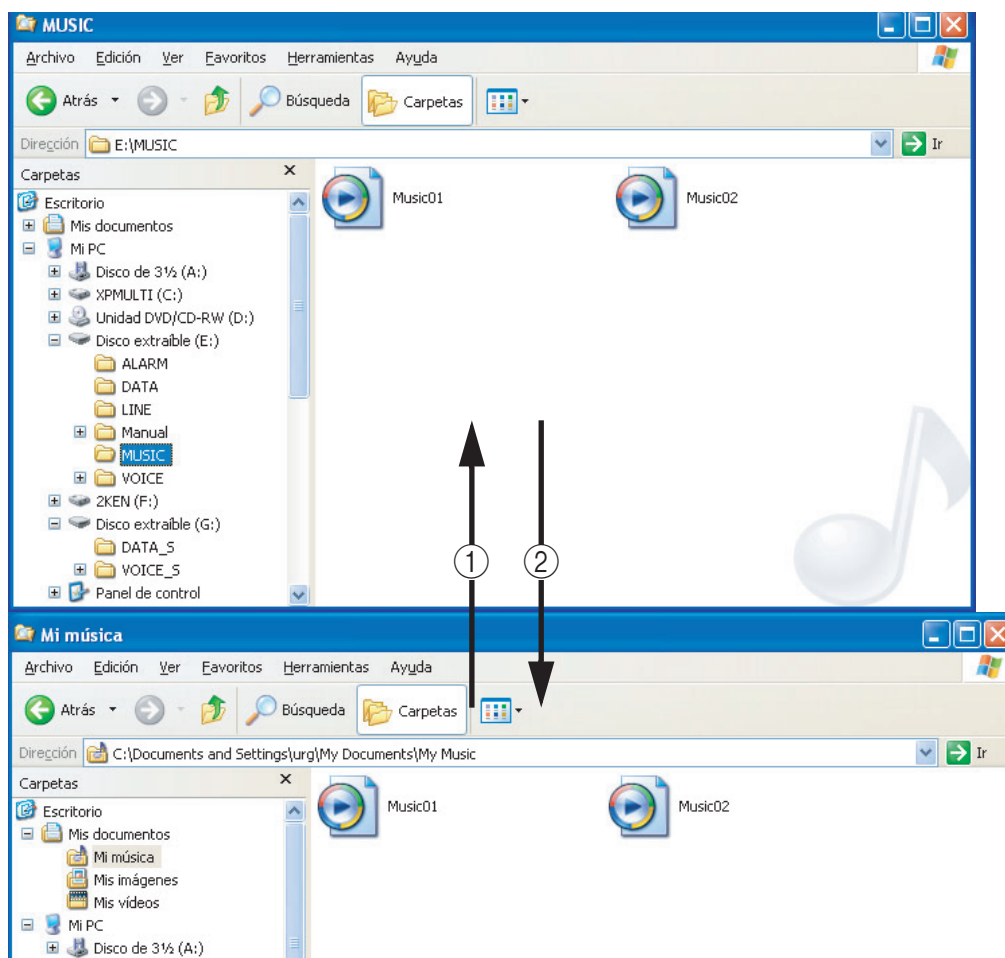 MUSIC
Archivo Edición Ver Favoritos Herramientas Ayuda
Atrás Búsqueda Carpetas
Dirección E:\MUSIC Ir
Carpetas x
Escritorio
Mis documentos
Mi PC
Disco de 3½ (A:)
XPMULTI (C:)
Unidad DVD/CD-RW (D:)
Disco extraíble (E:)
ALARM
DATA
LINE
Manual
MUSIC
VOICE
2KEN (F:)
Disco extraíble (G:)
DATA_S
VOICE_S
Panel de control
Music01 Music02
① ②
Mi música
Archivo Edición Ver Favoritos Herramientas Ayuda
Atrás Búsqueda Carpetas
Dirección C:\Documents and Settings\urg\My Documents\My Music Ir
Carpetas x
Escritorio
Mis documentos
Mi música
Mis imágenes
Mis vídeos
Mi PC
Disco de 3½ (A:)
Music01 Music02